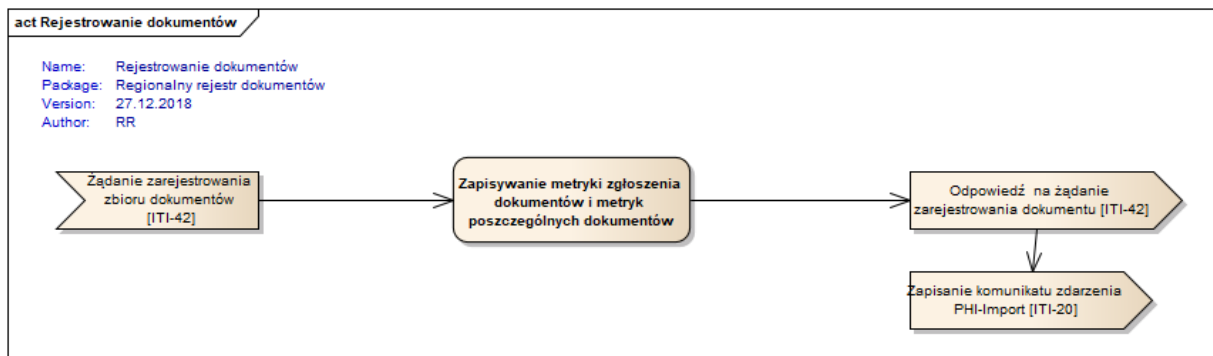 act Rejestrowanie dokumentów
Name: Rejestrowanie dokumentów
Package: Regionalny rejestr dokumentów
Version: 27.12.2018
Author: RR
Żądanie zarejestrowania
zbioru dokumentów
[ITI-42]
Zapisywanie metryki zgłoszenia
dokumentów i metryk
poszczególnych dokumentów
Odpowiedź na żądanie
zarejestrowania dokumentu [ITI-42]
Zapisanie komunikatu zdarzenia
PHI-Import [ITI-20]